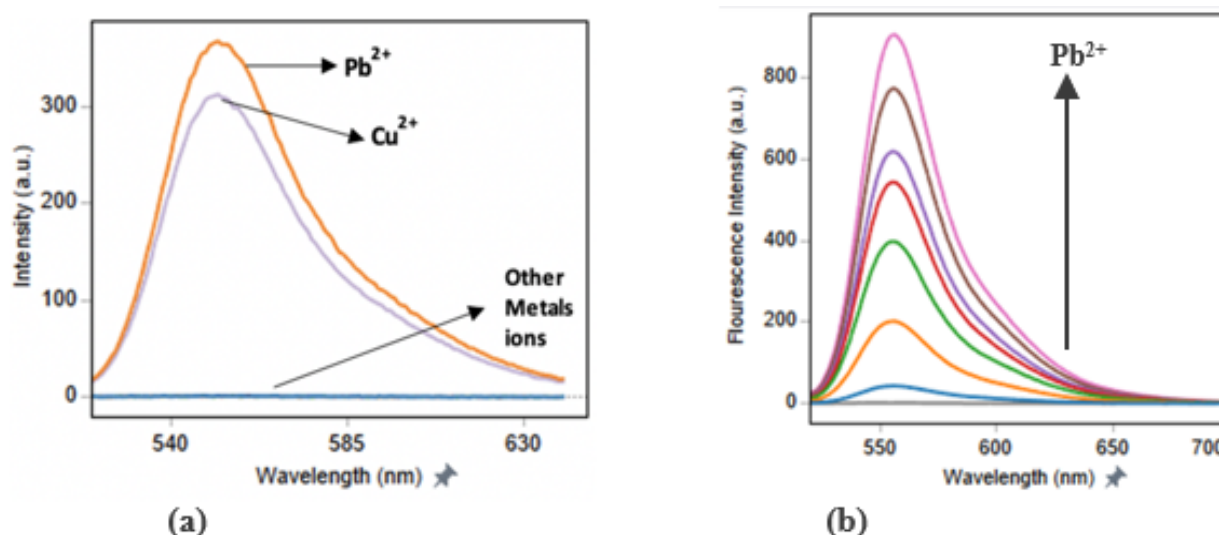 Pb2+
Cu2+
Other
Metals
ions
300
200
100
0
Intensity (a.u.)
540 585 630
Wavelength (nm)
(a)
Pb2+
800
600
400
200
0
Flourescence Intensity (a.u.)
550 600 650 700
Wavelength (nm)
(b)